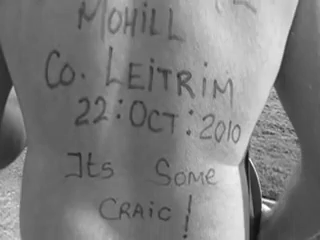 MOHILL
Co. LEITRIM
22:OCT:2010
Its Some
CRAIC!